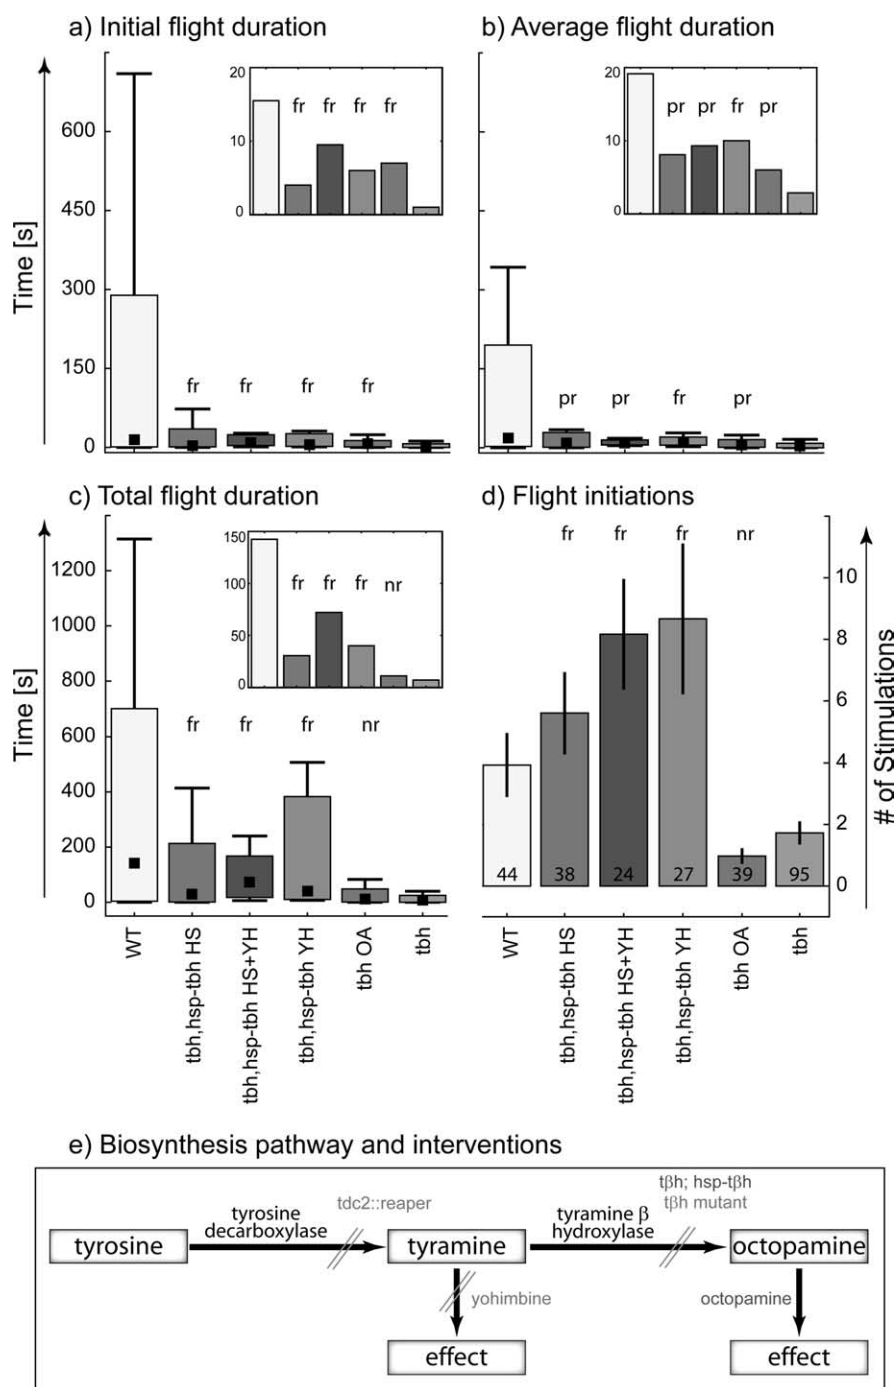 a) Initial flight duration
b) Average flight duration
Time [s]
600
450
300
150
0
20
10
0
fr fr fr fr
fr fr fr fr
20
10
0
pr pr fr pr
pr pr fr pr
c) Total flight duration
d) Flight initiations
Time [s]
1200
1000
800
600
400
200
0
150
100
50
0
fr fr fr nr
fr fr fr nr
fr fr fr nr
10
8
6
4
2
0
# of Stimulations
44 38 24 27 39 95
WT
tbh,hsp-tbh HS
tbh,hsp-tbh HS+YH
tbh,hsp-tbh YH
tbh OA
tbh
WT
tbh,hsp-tbh HS
tbh,hsp-tbh HS+YH
tbh,hsp-tbh YH
tbh OA
tbh
e) Biosynthesis pathway and interventions
tyrosine
tyrosine
decarboxylase
tdc2::reaper
tyramine
tyramine β
hydroxylase
tβh; hsp-tβh
tβh mutant
octopamine
yohimbine
octopamine
effect
effect